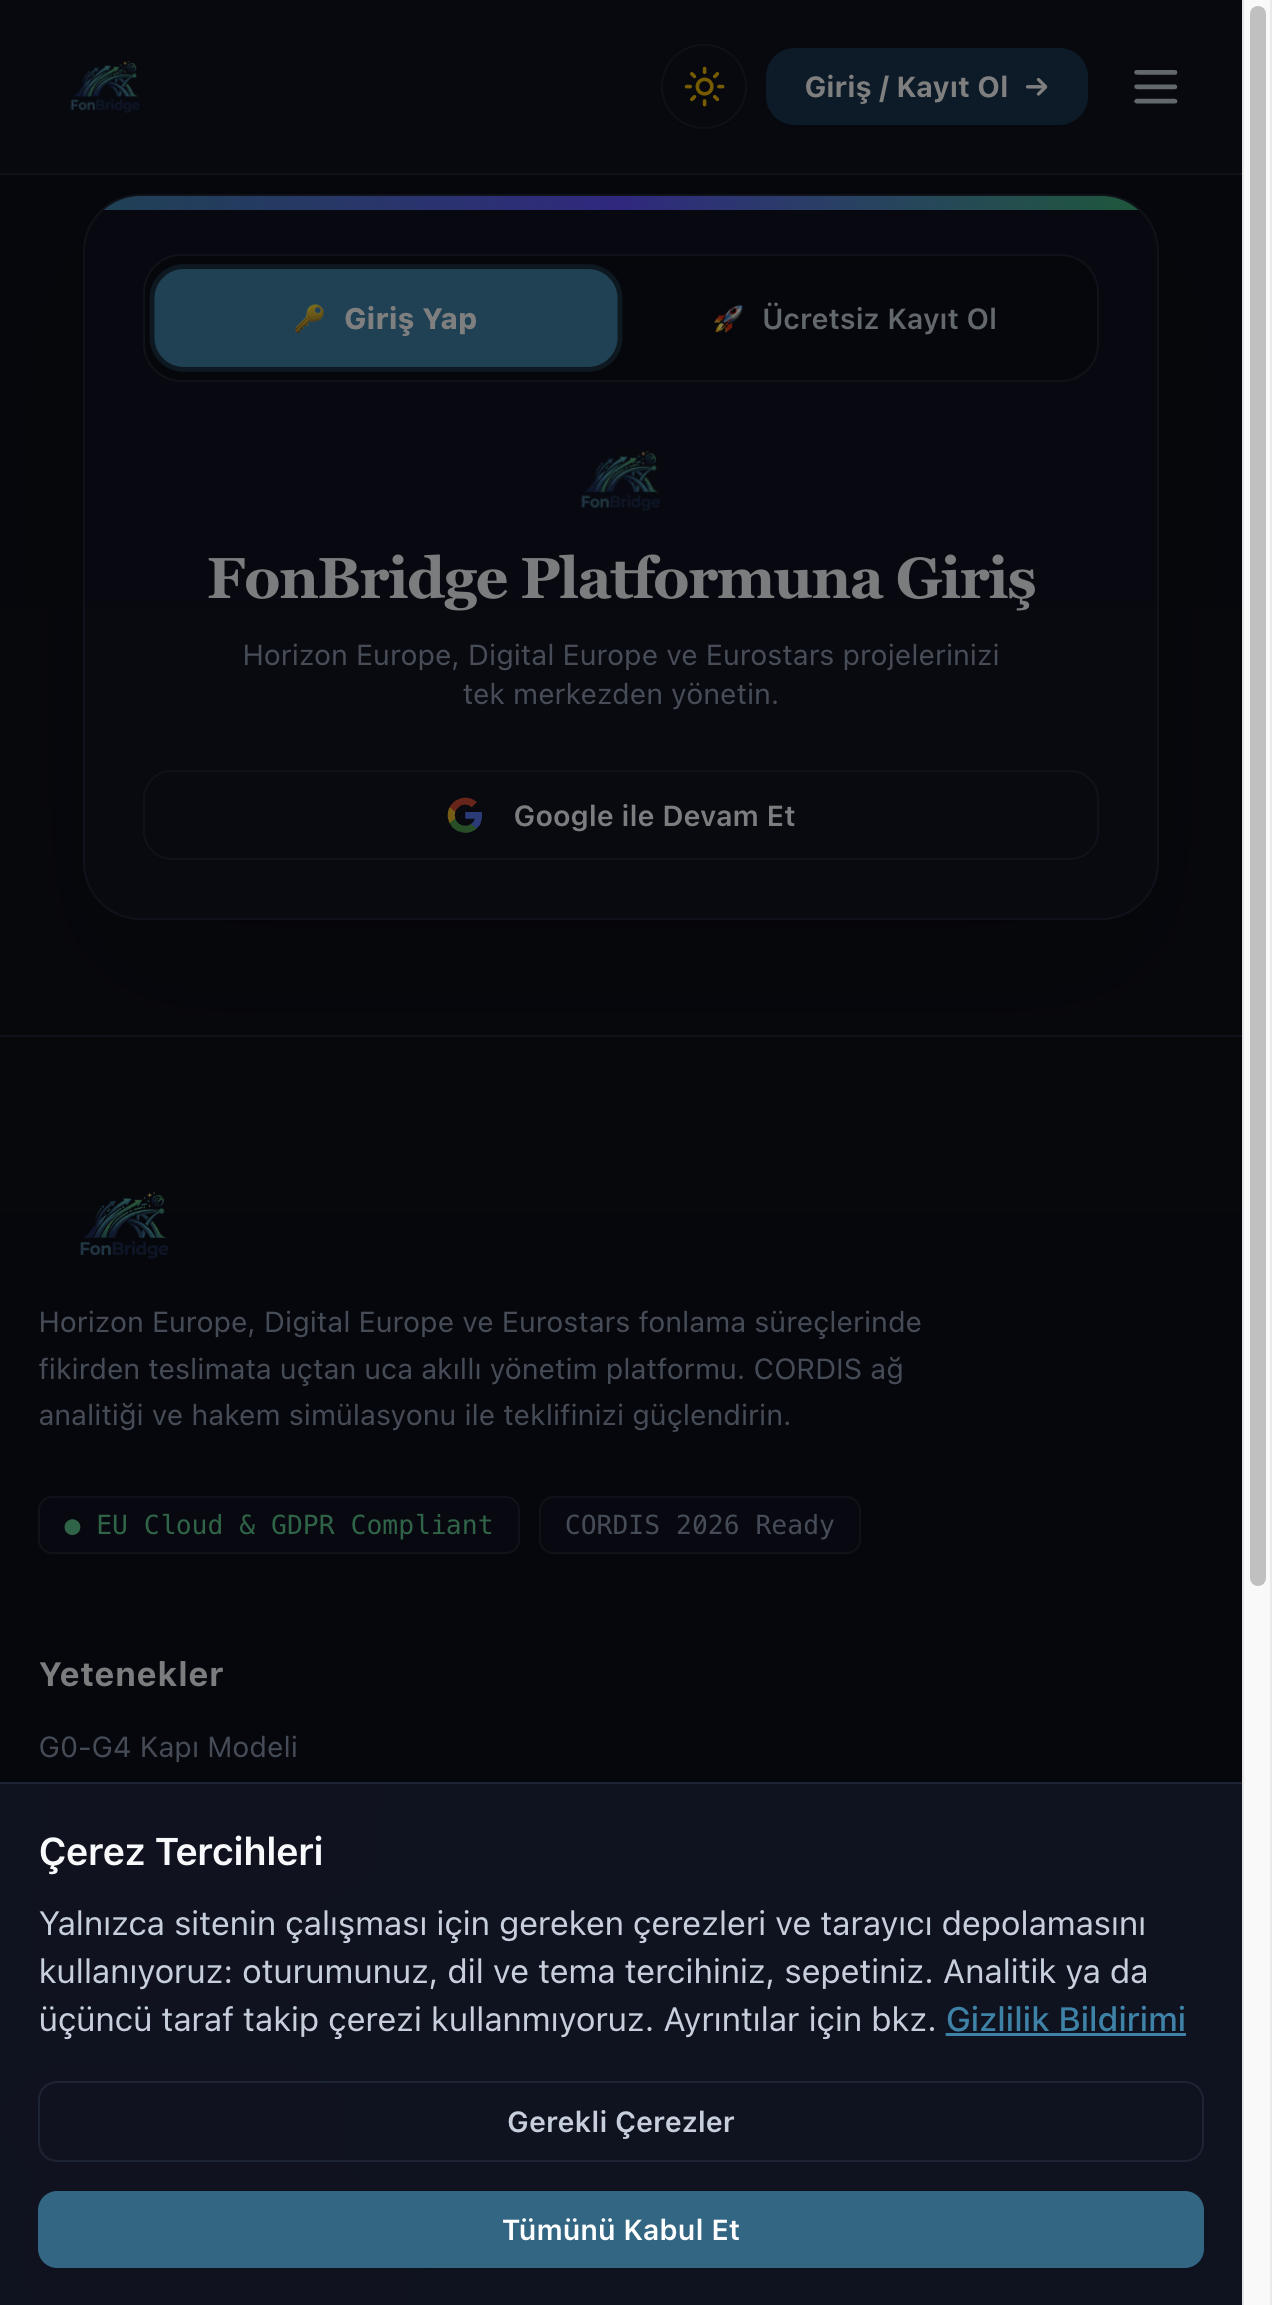 FonBridge
Giriş / Kayıt Ol →
🔑 Giriş Yap
🚀 Ücretsiz Kayıt Ol
FonBridge
FonBridge Platformuna Giriş
Horizon Europe, Digital Europe ve Eurostars projelerinizi
tek merkezden yönetin.
Google ile Devam Et
FonBridge
Horizon Europe, Digital Europe ve Eurostars fonlama süreçlerinde
fikirden teslimata uçtan uca akıllı yönetim platformu. CORDIS ağ
analitiği ve hakem simülasyonu ile teklifinizi güçlendirin.
● EU Cloud & GDPR Compliant
CORDIS 2026 Ready
Yetenekler
G0-G4 Kapı Modeli
Çerez Tercihleri
Yalnızca sitenin çalışması için gereken çerezleri ve tarayıcı depolamasını
kullanıyoruz: oturumunuz, dil ve tema tercihiniz, sepetiniz. Analitik ya da
üçüncü taraf takip çerezi kullanmıyoruz. Ayrıntılar için bkz. Gizlilik Bildirimi
Gerekli Çerezler
Tümünü Kabul Et